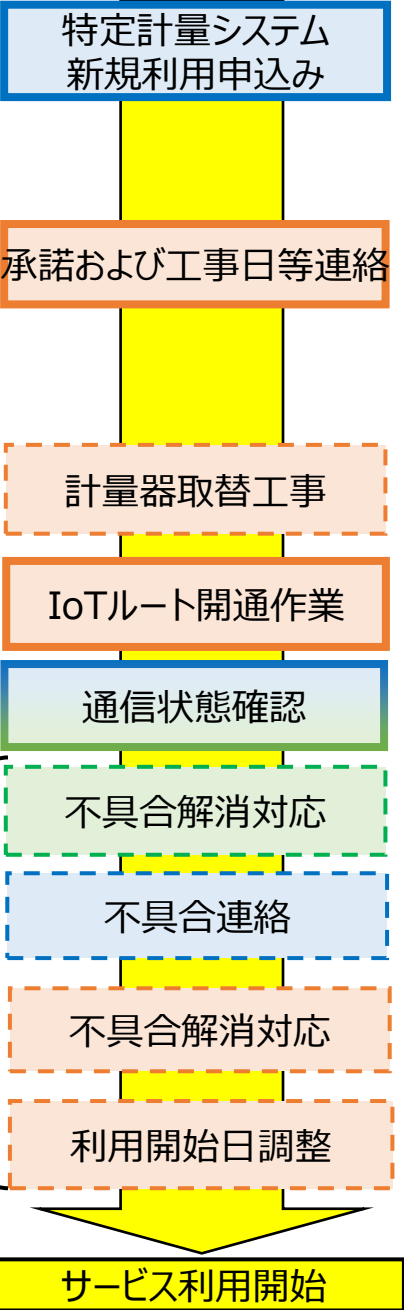 特定計量システム
新規利用申込み
承諾および工事日等連絡
計量器取替工事
IoTルート開通作業
通信状態確認
不具合解消対応
不具合連絡
不具合解消対応
利用開始日調整
サービス利用開始